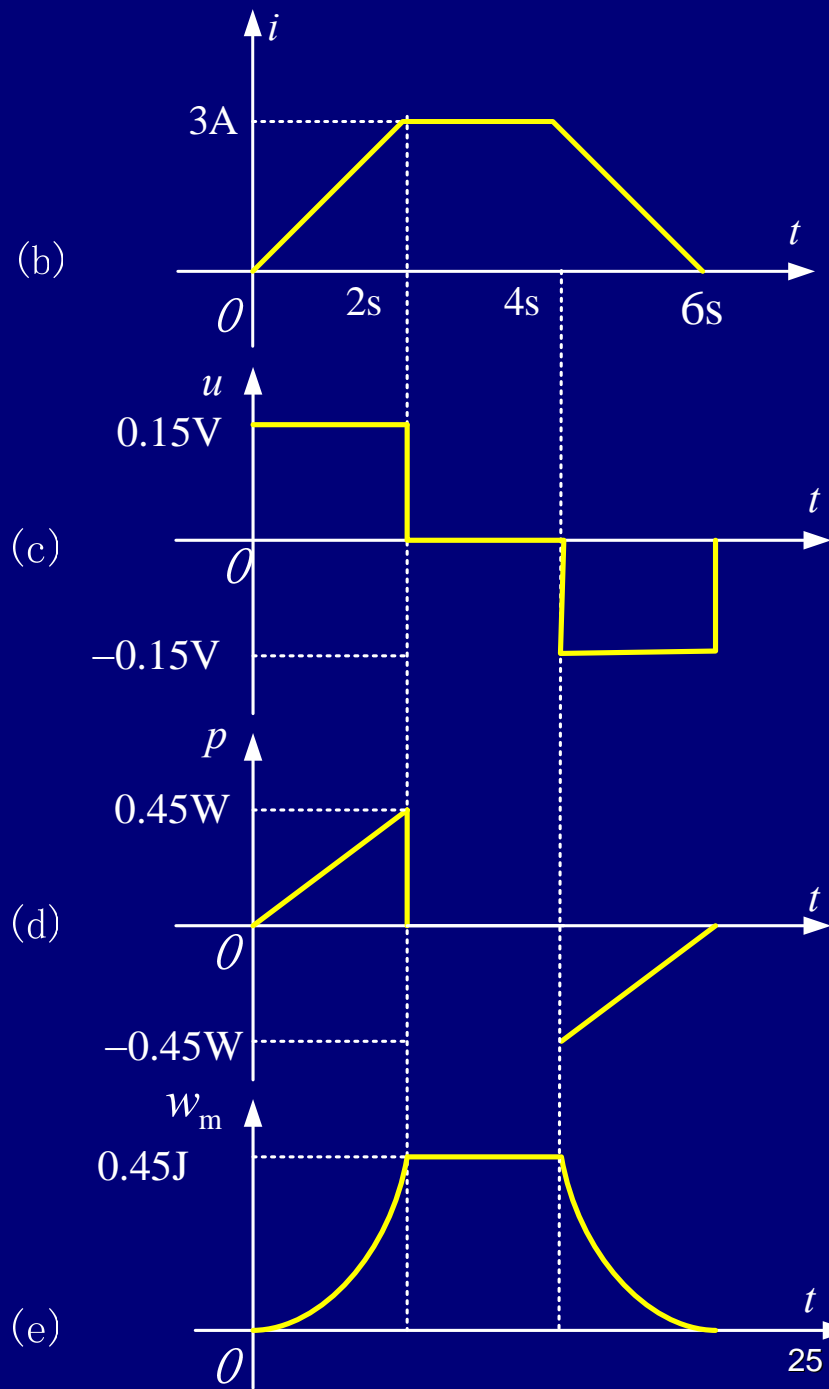 i
3A
(b)
t
0
2s
4s
6s
u
0.15V
t
(c)
0
–0.15V
p
0.45W
t
(d)
0
–0.45W
wm
0.45J
t
(e)
0
25